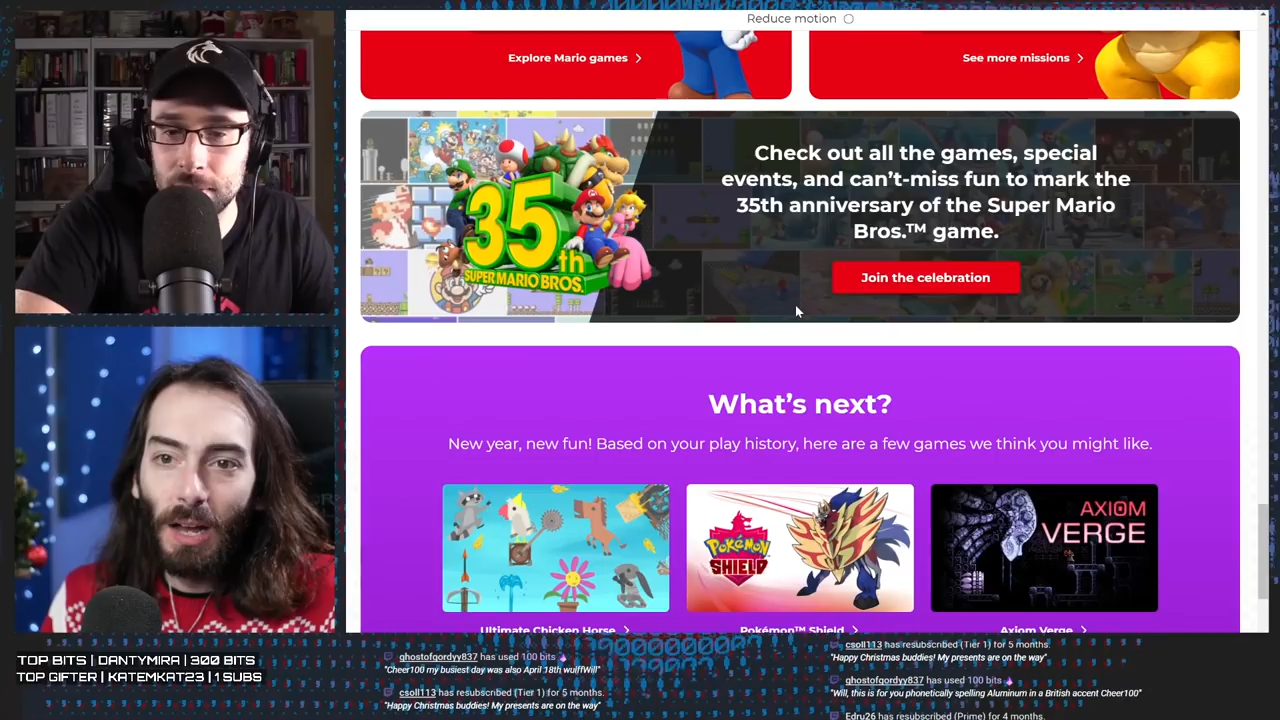 Reduce motion
Explore Mario games
See more missions
35th
SUPER MARIO BROS.
Check out all the games, special
events, and can't-miss fun to mark the
35th anniversary of the Super Mario
Bros.™ game.
Join the celebration
What's next?
New year, new fun! Based on your play history, here are a few games we think you might like.
POKÉMON
SHIELD
AXIOM
VERGE
Ultimate Chicken Horse
Pokémon™ Shield
Axiom Verge
TOP BITS | DANTYMIRA | 300 BITS
TOP GIFTER | KATEMKAT23 | 1 SUBS
ghostofgordyy837 has used 100 bits
"Cheer100 my busiest day was also April 18th wulffWill"
csoll113 has resubscribed (Tier 1) for 5 months.
"Happy Christmas buddies! My presents are on the way"
csoll113 has resubscribed (Tier 1) for 5 months.
"Happy Christmas buddies! My presents are on the way"
ghostofgordyy837 has used 100 bits
"Will, this is for you phonetically spelling Aluminum in a British accent Cheer100"
Edru26 has resubscribed (Prime) for 4 months.